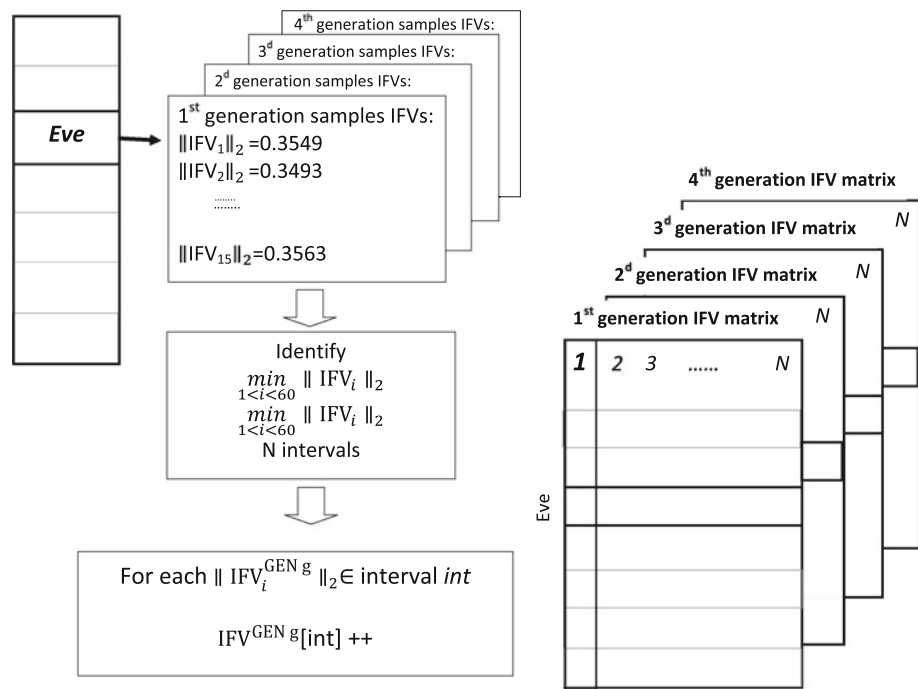 4th generation samples IFVs:
3d generation samples IFVs:
2d generation samples IFVs:
1st generation samples IFVs:
‖IFV1‖2 =0.3549
‖IFV2‖2 =0.3493
........
‖IFV15‖2=0.3563
Eve
Identify
min 1<i<60 ‖ IFVi ‖2
min 1<i<60 ‖ IFVi ‖2
N intervals
For each ‖ IFVi GEN g ‖2∈ interval int
IFVGEN g[int] ++
4th generation IFV matrix
N
3d generation IFV matrix
N
2d generation IFV matrix
N
1st generation IFV matrix
1 2 3 ...... N
Eve